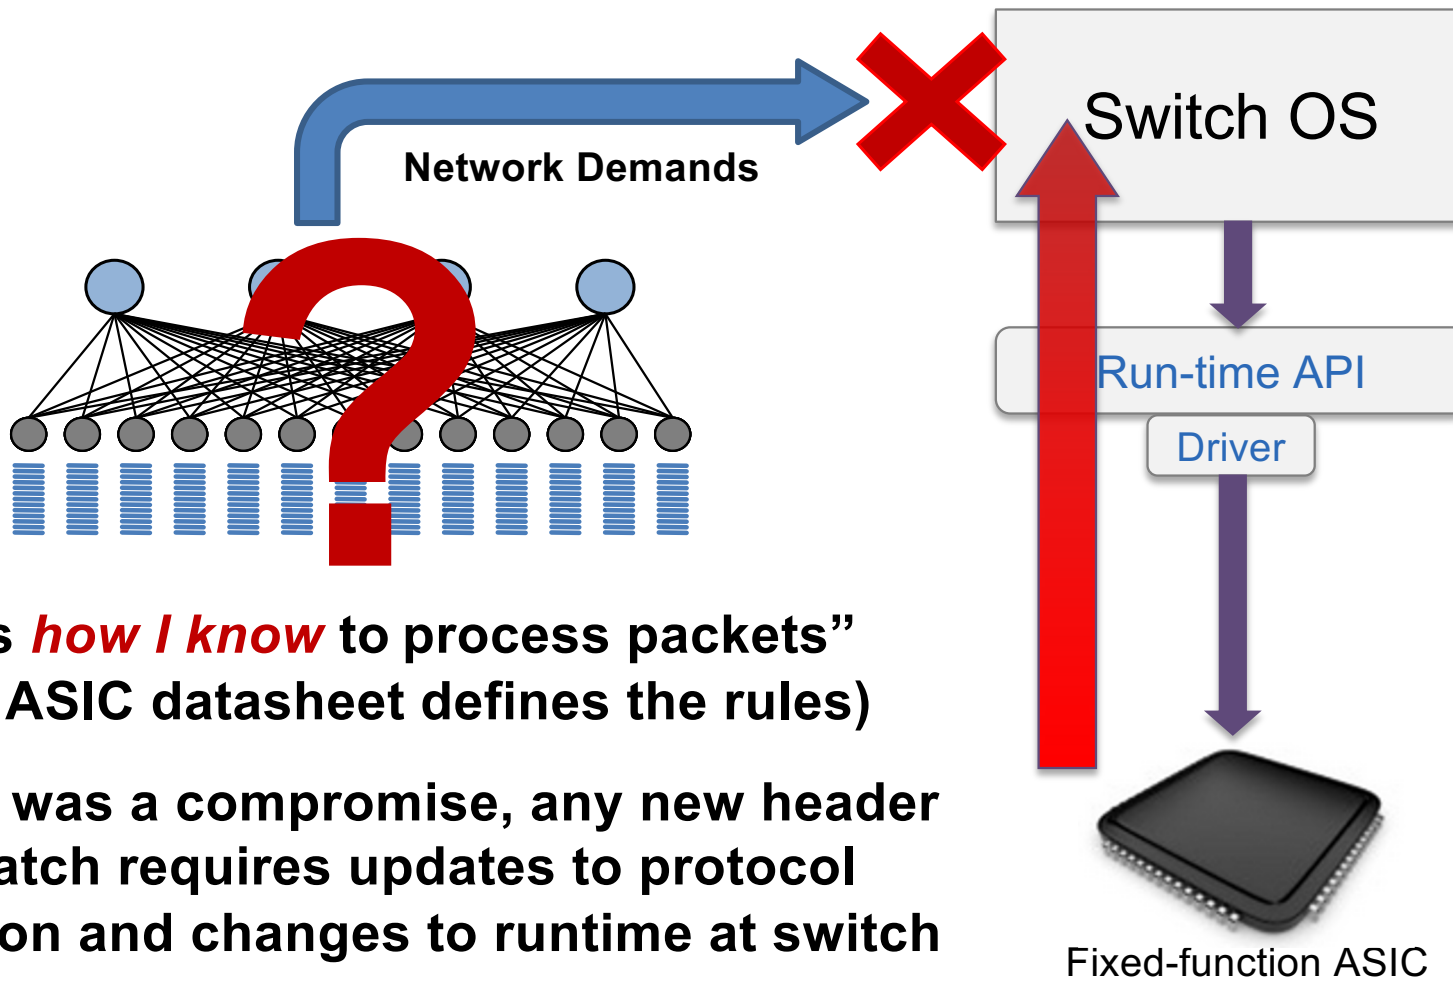 Switch OS
Network Demands
Run-time API
Driver
s how I know to process packets”
ASIC datasheet defines the rules)
was a compromise, any new header
atch requires updates to protocol
on and changes to runtime at switch
Fixed-function ASIC